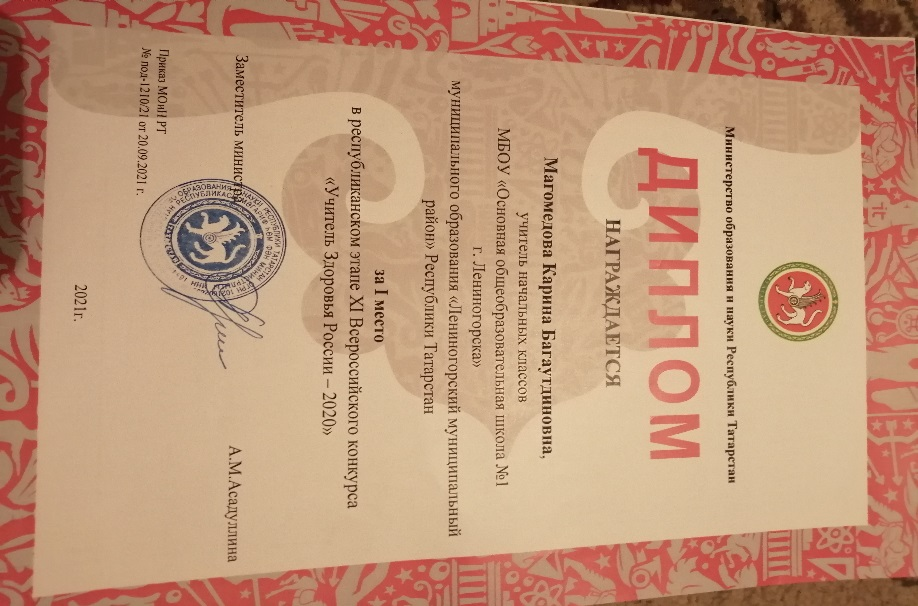 Министерство образования и науки Республики Татарстан
ДИПЛОМ
НАГРАЖДАЕТСЯ
Магомедова Карина Багаутдиновна,
учитель начальных классов
МБОУ «Основная общеобразовательная школа №1
г. Лениногорска»
муниципального образования «Лениногорский муниципальный
район» Республики Татарстан
за I место
в республиканском этапе XI Всероссийского конкурса
«Учитель Здоровья России – 2020»
Заместитель министра
А.М.Асадуллина
Приказ МОиН РТ
№ под-1210/21 от 20.09.2021 г.
2021г.